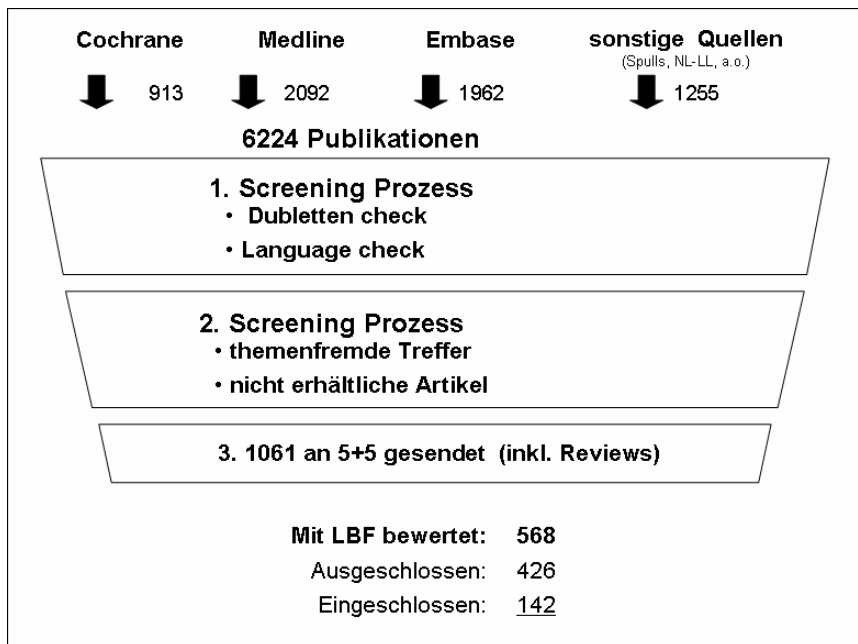 Cochrane Medline Embase sonstige Quellen
(Spulls, NL-LL, a.o.)
913 2092 1962 1255
6224 Publikationen
1. Screening Prozess
• Dubletten check
• Language check
2. Screening Prozess
• themenfremde Treffer
• nicht erhältliche Artikel
3. 1061 an 5+5 gesendet (inkl. Reviews)
Mit LBF bewertet: 568
Ausgeschlossen: 426
Eingeschlossen: 142